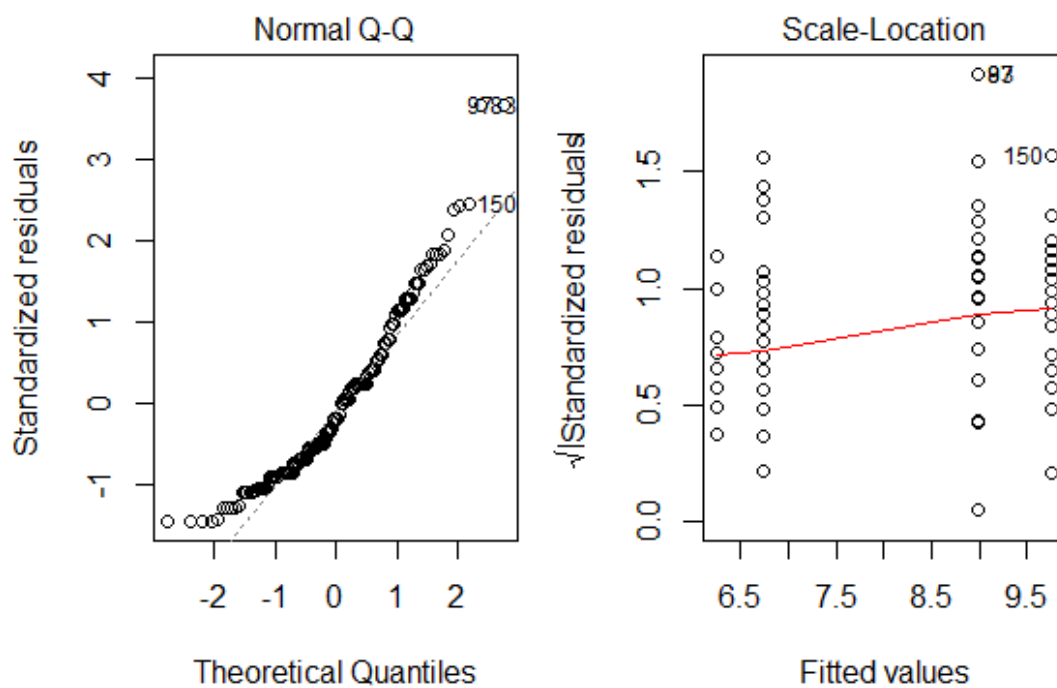 Normal Q-Q
Standardized residuals
4
3
2
1
0
-1
150
-2 -1 0 1 2
Theoretical Quantiles
Scale-Location
√|Standardized residuals|
1.5
1.0
0.5
0.0
150
6.5 7.5 8.5 9.5
Fitted values